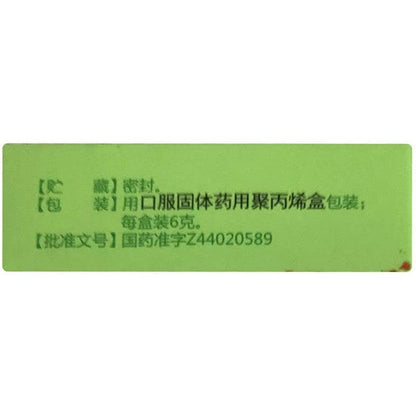 【贮　藏】密封。
【包　装】用口服固体药用聚丙烯盒包装;
每盒装6克。
【批准文号】国药准字Z44020589